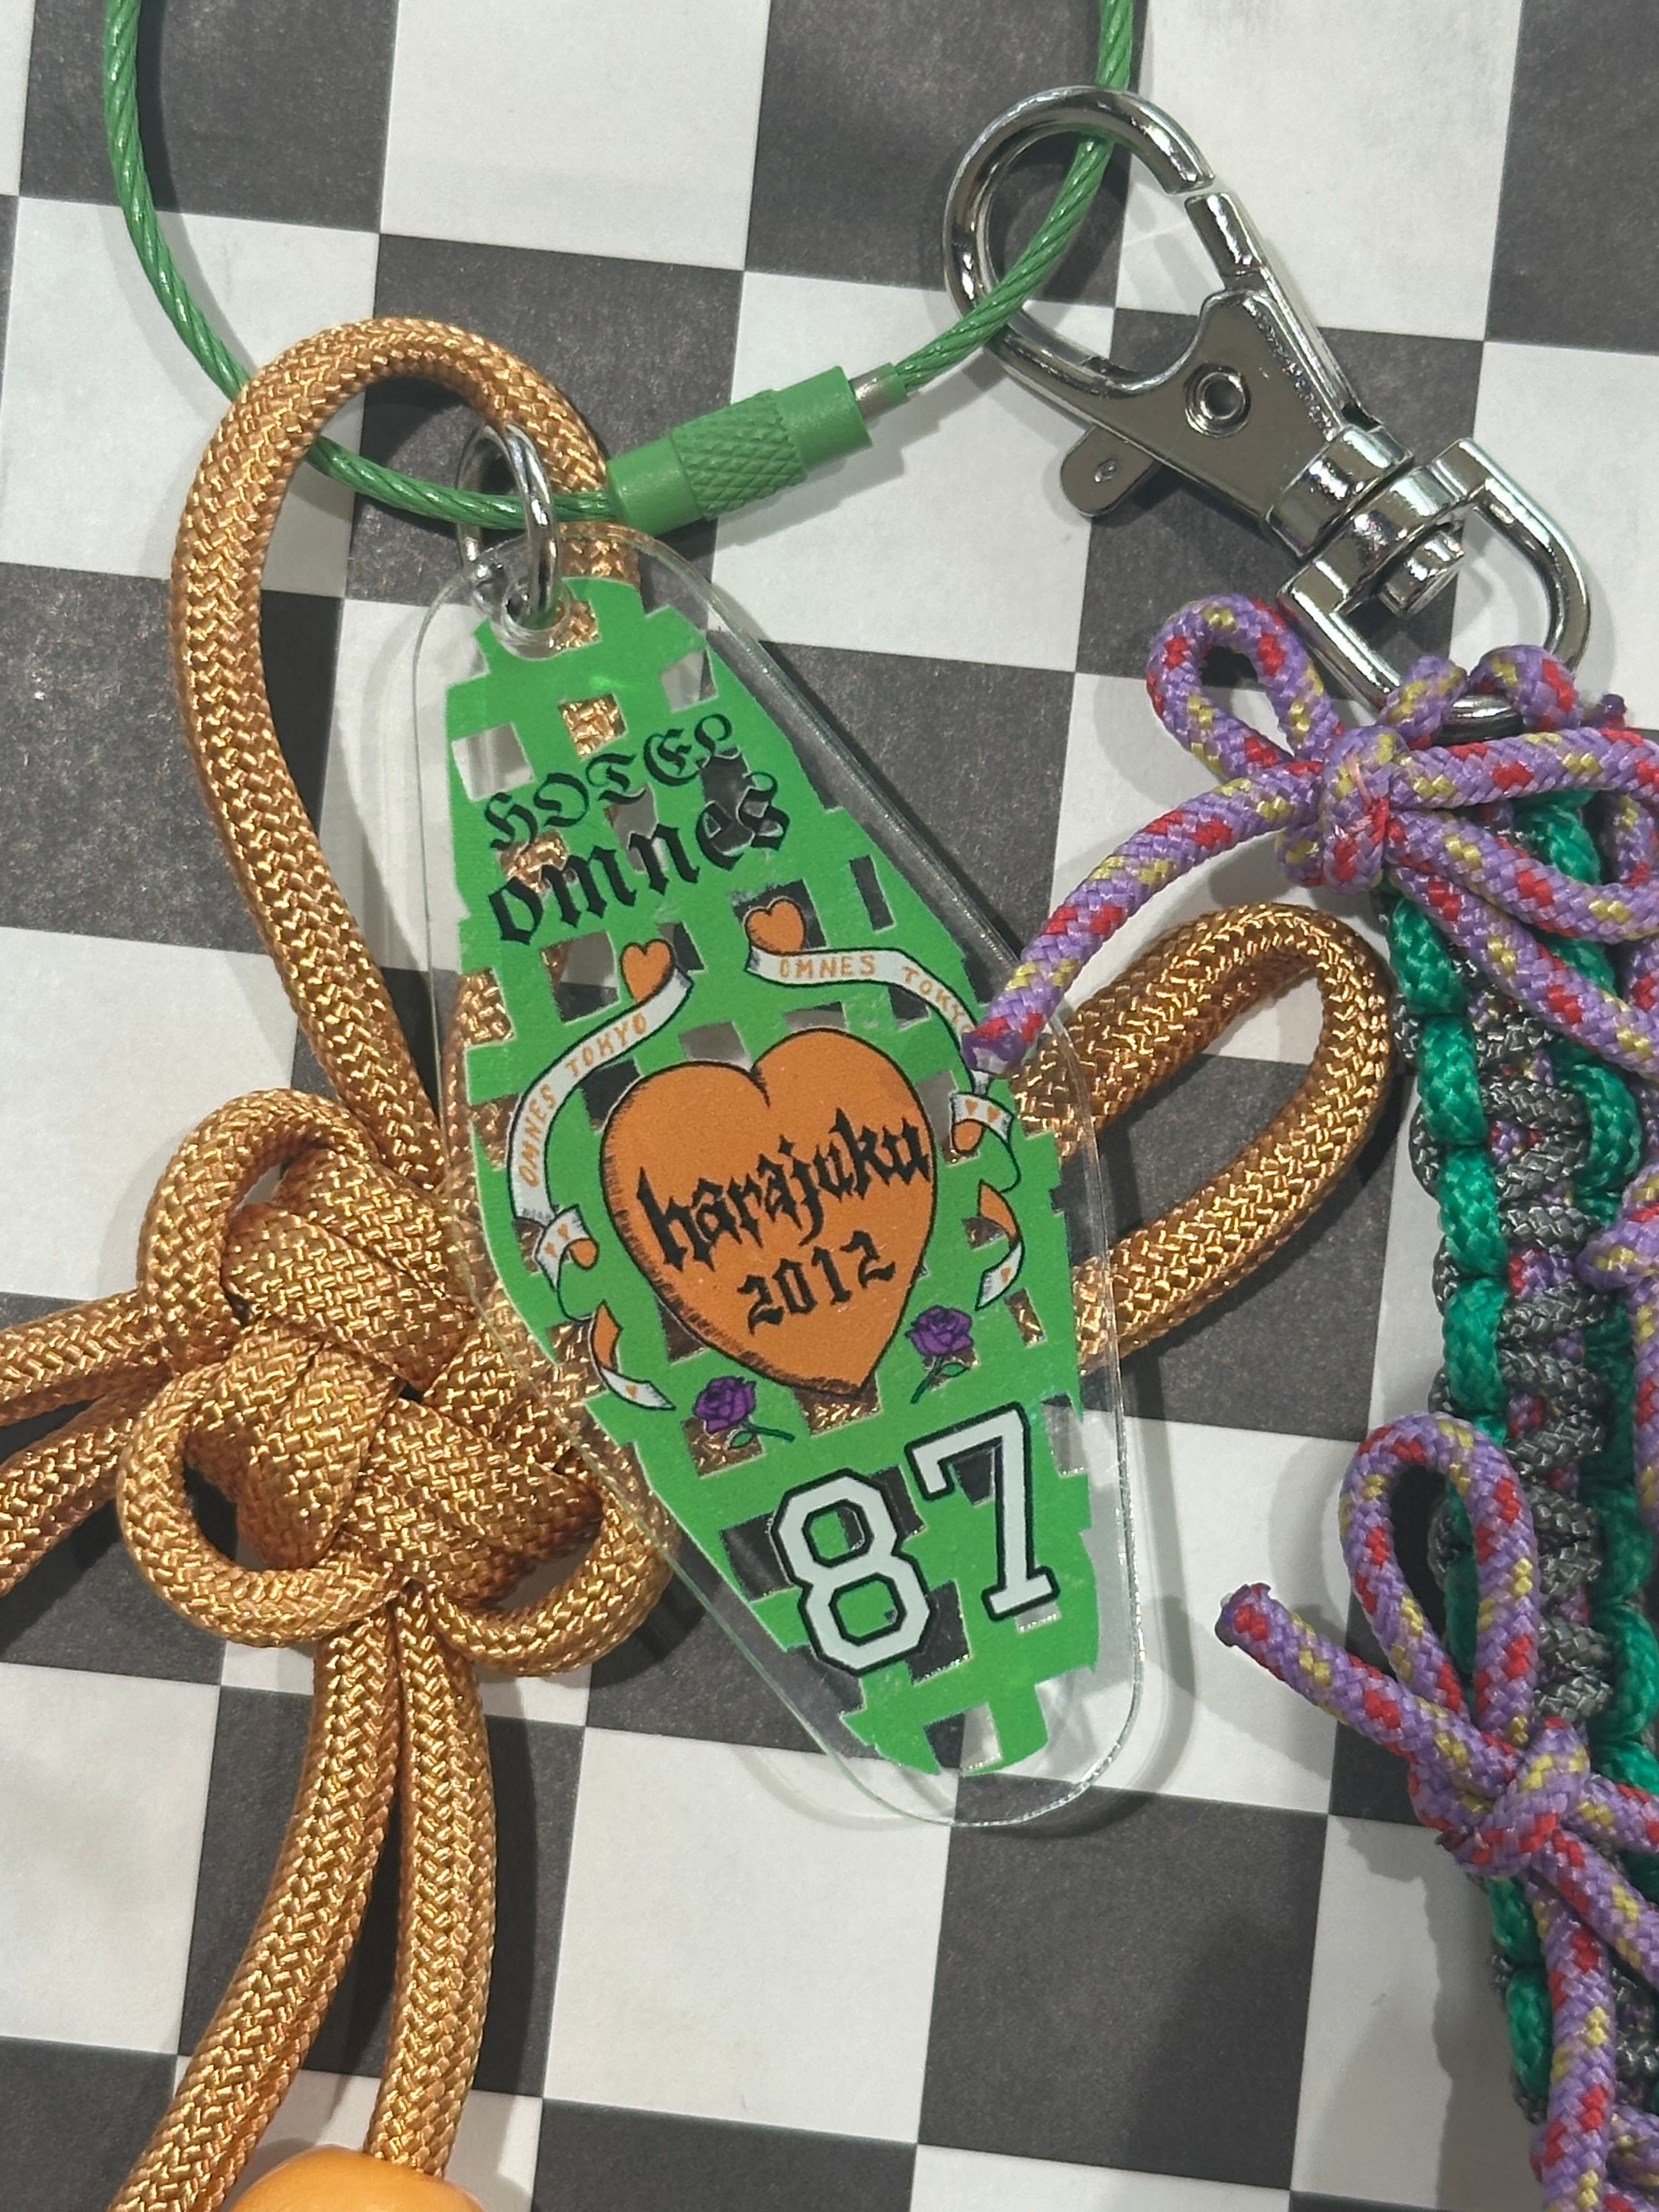 HOTEL
omnes
OMNES TOKYO
OMNES TOKYO
harajuku
2012
87